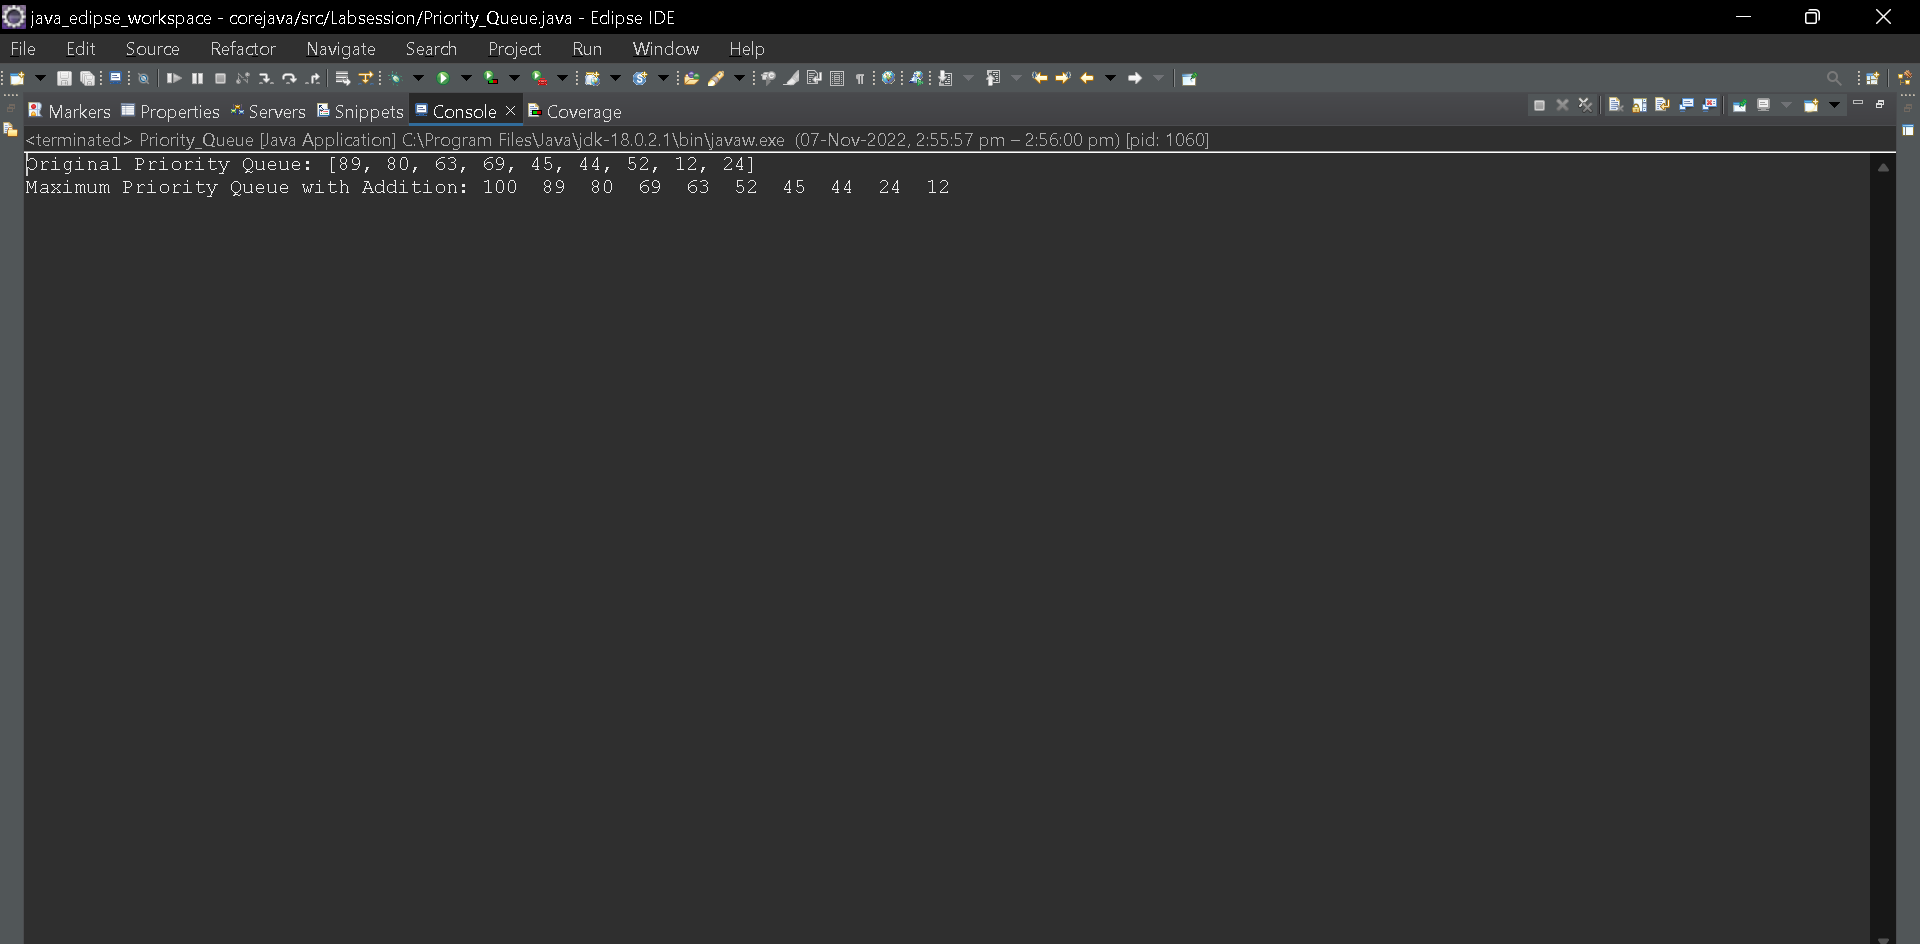 java_eclipse_workspace - corejava/src/Labsession/Priority_Queue.java - Eclipse IDE
File Edit Source Refactor Navigate Search Project Run Window Help
Markers Properties Servers Snippets Console Coverage
<terminated> Priority_Queue [Java Application] C:\Program Files\Java\jdk-18.0.2.1\bin\javaw.exe (07-Nov-2022, 2:55:57 pm – 2:56:00 pm) [pid: 1060]
Original Priority Queue: [89, 80, 63, 69, 45, 44, 52, 12, 24]
Maximum Priority Queue with Addition: 100 89 80 69 63 52 45 44 24 12